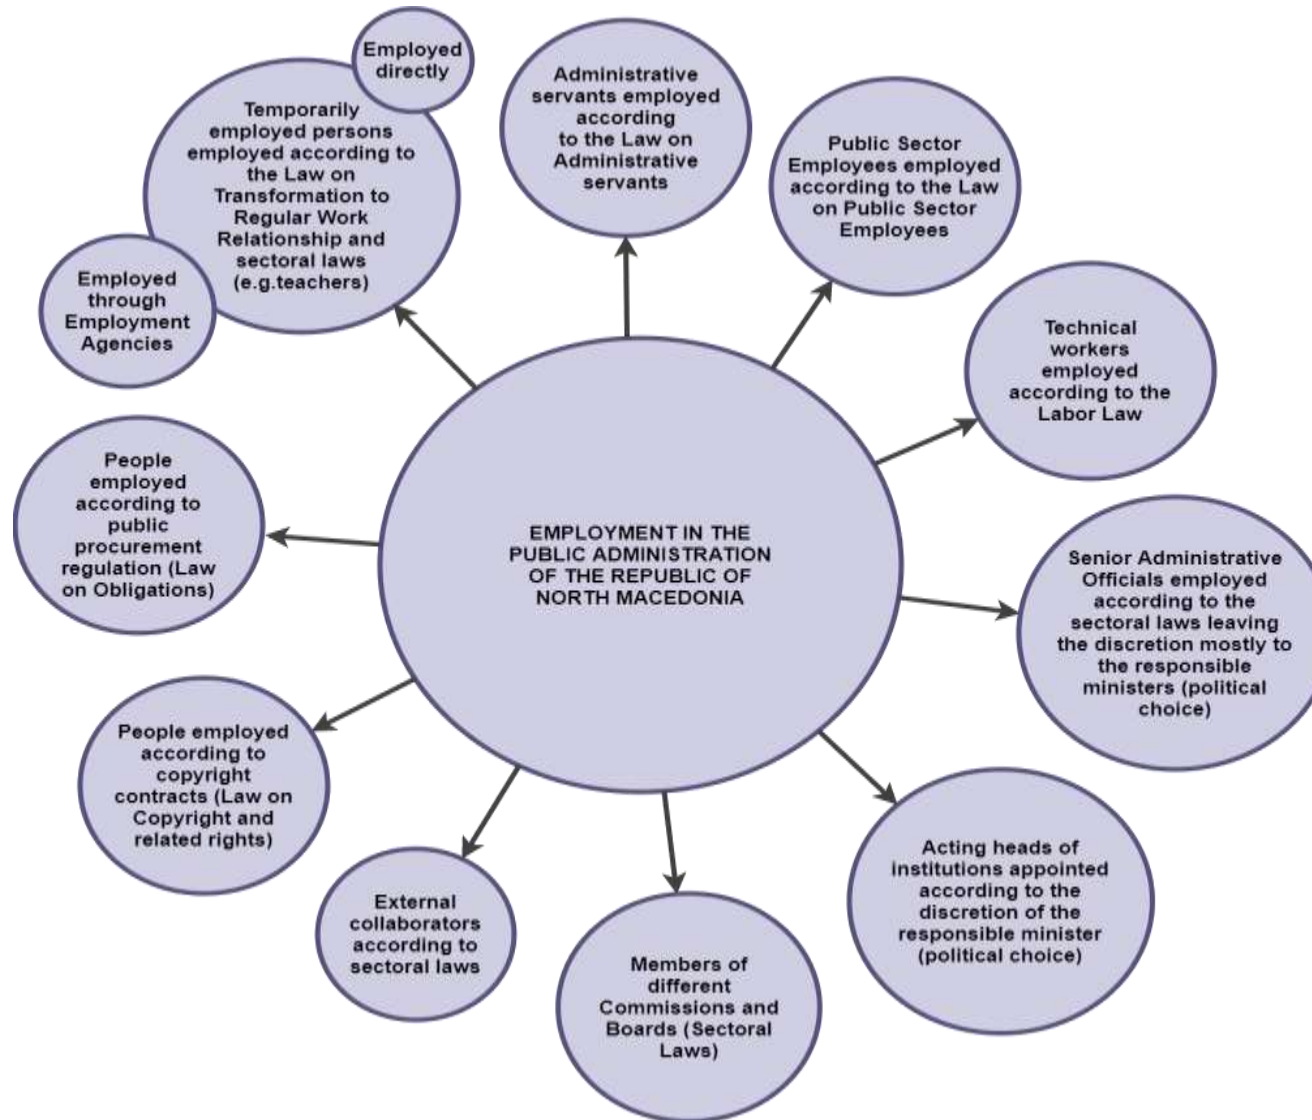 Employed
directly
Temporarily
employed persons
employed according to
the Law on
Transformation to
Regular Work
Relationship and
sectoral laws
(e.g.teachers)
Employed
through
Employment
Agencies
Administrative
servants employed
according
to the Law on
Administrative
servants
Public Sector
Employees employed
according to the Law
on Public Sector
Employees
Technical
workers
employed
according to the
Labor Law
Senior Administrative
Officials employed
according to the
sectoral laws leaving
the discretion mostly to
the responsible
ministers (political
choice)
Acting heads of
institutions appointed
according to the
discretion of the
responsible minister
(political choice)
Members of
different
Commissions and
Boards (Sectoral
Laws)
External
collaborators
according to
sectoral laws
People employed
according to
copyright
contracts (Law on
Copyright and
related rights)
People
employed
according to
public
procurement
regulation (Law
on Obligations)
EMPLOYMENT IN THE
PUBLIC ADMINISTRATION
OF THE REPUBLIC OF
NORTH MACEDONIA